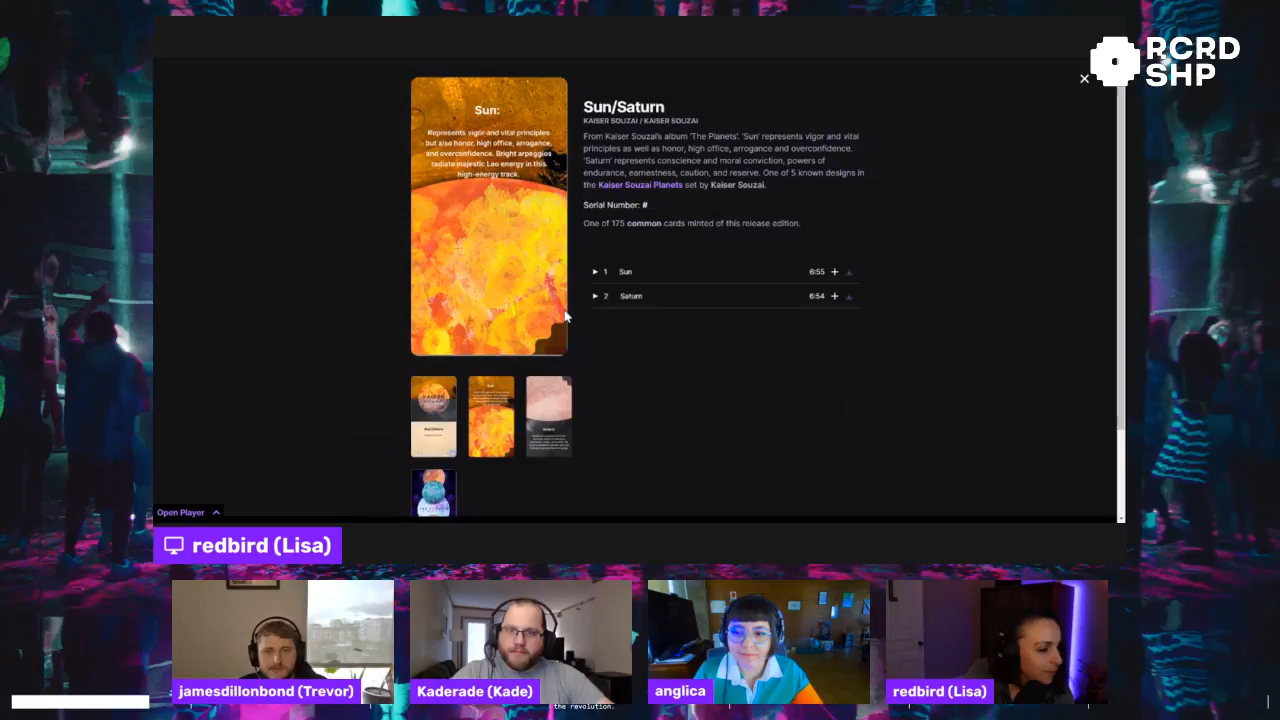 RCRD
SHP
Sun:
Represents vigor and vital principles
but also honor, high office, arrogance,
and overconfidence. Bright arpeggios
radiate majestic Leo energy in this
high-energy track.
Sun/Saturn
KAISER SOUZAI / KAISER SOUZAI
From Kaiser Souzai's album 'The Planets'. 'Sun' represents vigor and vital
principles as well as honor, high office, arrogance and overconfidence.
'Saturn' represents conscience and moral conviction, powers of
endurance, earnestness, caution, and reserve. One of 5 known designs in
the Kaiser Souzai Planets set by Kaiser Souzai.
Serial Number: #
One of 175 common cards minted of this release edition.
1 Sun 6:55 +
2 Saturn 6:54 +
Open Player
redbird (Lisa)
jamesdillonbond (Trevor)
Kaderade (Kade)
anglica
redbird (Lisa)
the revolution.